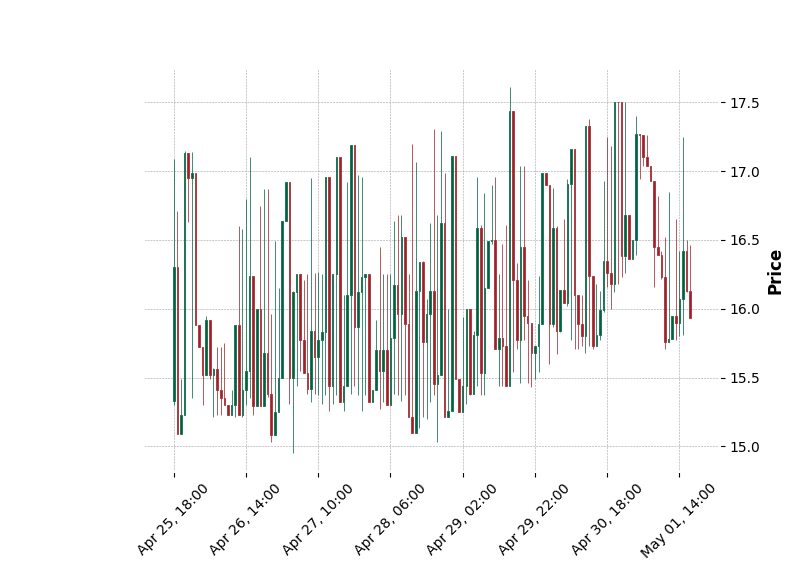 17.5
17.0
16.5
16.0
15.5
15.0
Price
Apr 25, 18:00
Apr 26, 14:00
Apr 27, 10:00
Apr 28, 06:00
Apr 29, 02:00
Apr 29, 22:00
Apr 30, 18:00
May 01, 14:00